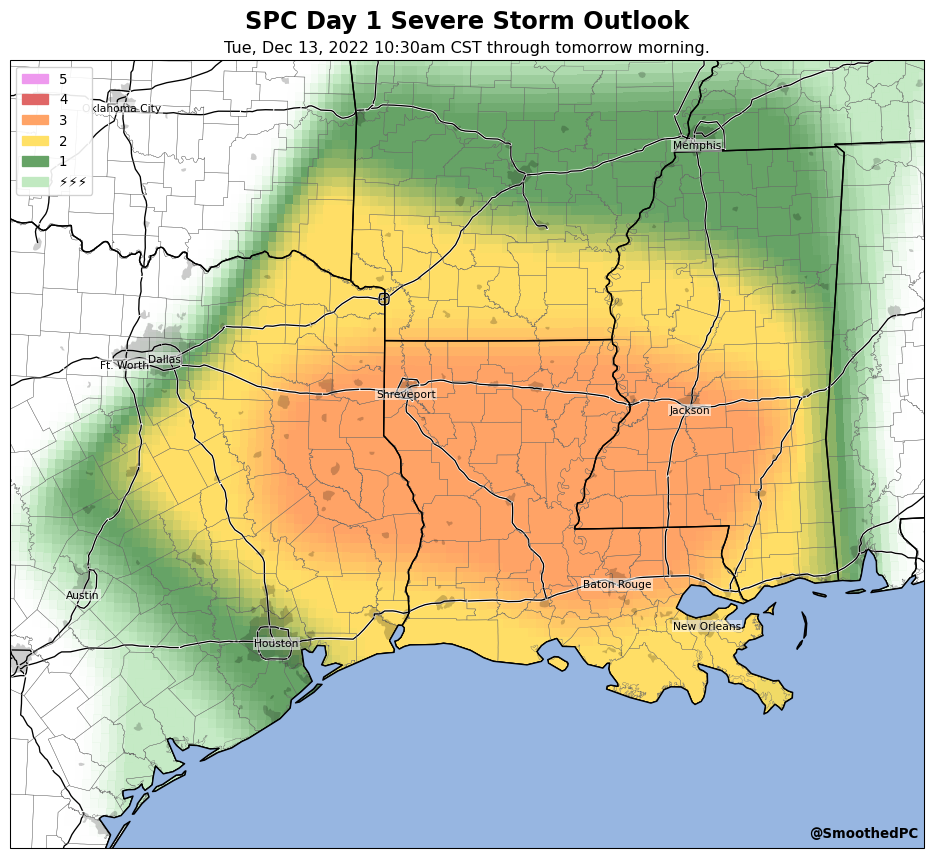 SPC Day 1 Severe Storm Outlook
Tue, Dec 13, 2022 10:30am CST through tomorrow morning.
5
4
3
2
1
⚡⚡⚡
Oklahoma City
Memphis
Dallas
Ft. Worth
Shreveport
Jackson
Austin
Baton Rouge
New Orleans
Houston
@SmoothedPC